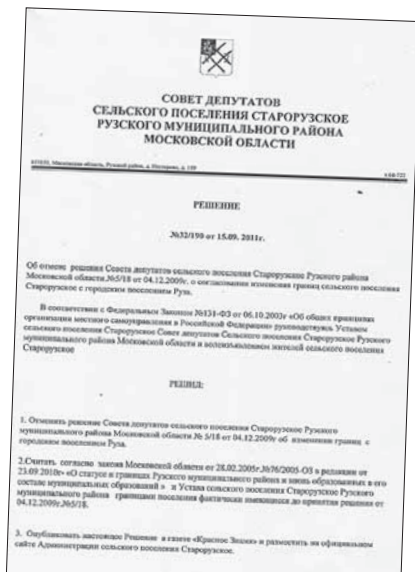 СОВЕТ ДЕПУТАТОВ
СЕЛЬСКОГО ПОСЕЛЕНИЯ СТАРОРУЗСКОЕ
РУЗСКОГО МУНИЦИПАЛЬНОГО РАЙОНА
МОСКОВСКОЙ ОБЛАСТИ
Московская область, Рузский район, д. Нестерово, д.
РЕШЕНИЕ
№32/190 от 15.09. 2011г.
Об отмене решения Совета депутатов сельского поселения Старорузское Рузского района
Московской области №5/18 от 04.12.2009г. о согласовании изменения границ сельского поселения
Старорузское с городским поселением Руза.
В соответствии с Федеральным Законом №131-ФЗ от 06.10.2003г «Об общих принципах
организации местного самоуправления в Российской Федерации» руководствуясь Уставом
сельского поселения Старорузское Совет депутатов Сельского поселения Старорузское Рузского
муниципального района Московской области и волеизъявлением жителей сельского поселения
Старорузское
РЕШИЛ:
1. Отменить решение Совета депутатов сельского поселения Старорузское Рузского
муниципального района Московской области № 5/18 от 04.12.2009г об изменении границ с
городским поселением Руза.
2.Считать согласно закона Московской области от 28.02.2005г.№76/2005-ОЗ в редакции от
23.09.2010г» «О статусе и границах Рузского муниципального района и вновь образованных в его
составе муниципальных образований » и Устава сельского поселения Старорузское Рузского
муниципального района границами поселения фактически имеющиеся до принятия решения от
04.12.2009г.№5/18.
3. Опубликовать настоящее Решение в газете «Красное Знамя» и разместить на официальном
сайте Администрации сельского поселения Старорузское.